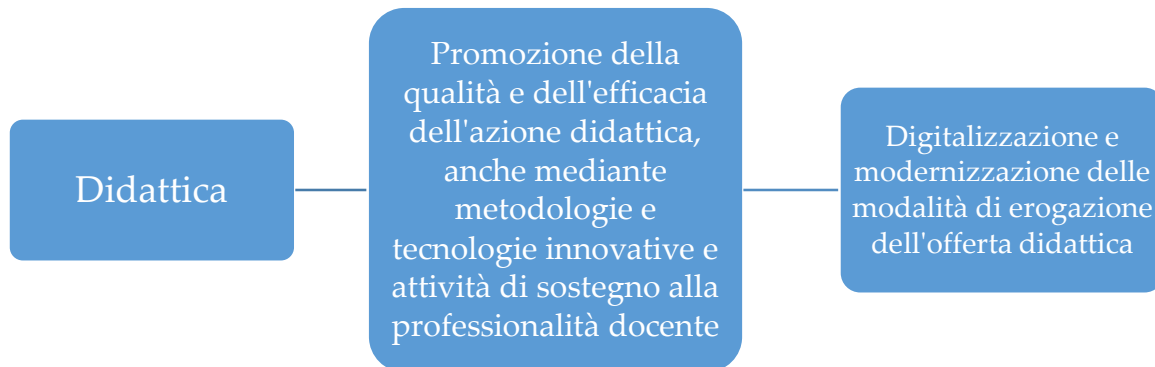 Didattica
Promozione della
qualità e dell'efficacia
dell'azione didattica,
anche mediante
metodologie e
tecnologie innovative e
attività di sostegno alla
professionalità docente
Digitalizzazione e
modernizzazione delle
modalità di erogazione
dell'offerta didattica